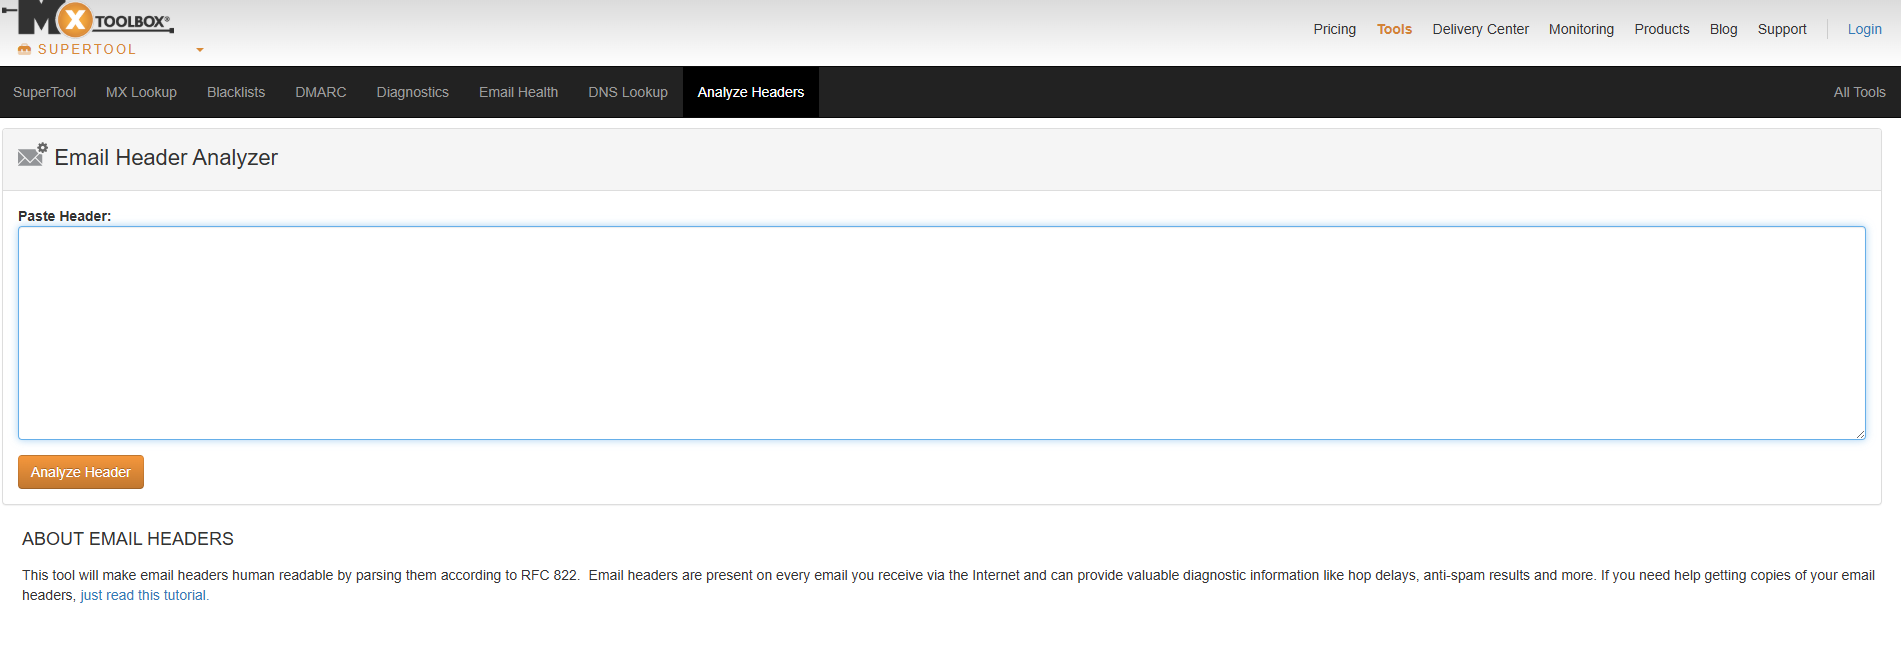 MX TOOLBOX®
SUPERTOOL
Pricing Tools Delivery Center Monitoring Products Blog Support Login
SuperTool MX Lookup Blacklists DMARC Diagnostics Email Health DNS Lookup Analyze Headers All Tools
Email Header Analyzer
Paste Header:
Analyze Header
ABOUT EMAIL HEADERS
This tool will make email headers human readable by parsing them according to RFC 822. Email headers are present on every email you receive via the Internet and can provide valuable diagnostic information like hop delays, anti-spam results and more. If you need help getting copies of your email
headers, just read this tutorial.